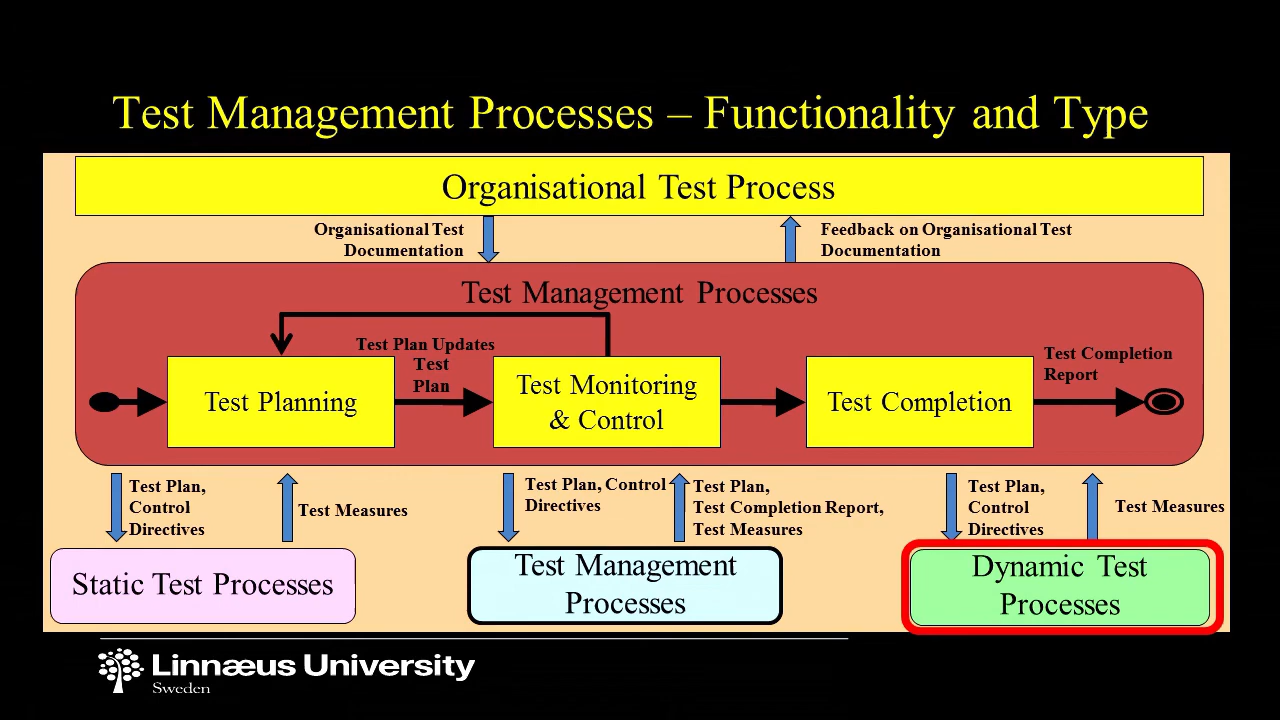 Test Management Processes – Functionality and Type
Organisational Test Process
Organisational Test
Documentation
Feedback on Organisational Test
Documentation
Test Management Processes
Test Plan Updates
Test
Plan
Test Planning
Test Monitoring
& Control
Test Completion
Test Completion
Report
Test Plan,
Control
Directives
Test Measures
Test Plan, Control
Directives
Test Plan,
Test Completion Report,
Test Measures
Test Plan,
Control
Directives
Test Measures
Static Test Processes
Test Management
Processes
Dynamic Test
Processes
Linnæus University
Sweden